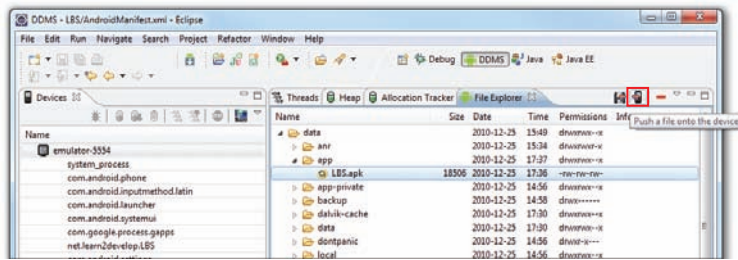 DDMS - LBS/AndroidManifest.xml - Eclipse
File Edit Run Navigate Search Project Refactor Window Help
Debug DDMS Java Java EE
Devices Threads Heap Allocation Tracker File Explorer
Push a file onto the device
Name
emulator-5554
system_process
com.android.phone
com.android.inputmethod.latin
com.android.launcher
com.android.systemui
com.google.process.gapps
net.learn2develop.LBS
com.android.settings
Name Size Date Time Permissions Info
data 2010-12-25 15:49 drwxrwx--x
anr 2010-12-25 15:34 drwxrwxr-x
app 2010-12-25 17:37 drwxrwx--x
LBS.apk 18506 2010-12-25 17:36 -rw-rw-rw-
app-private 2010-12-25 14:56 drwxrwx--x
backup 2010-12-25 14:58 drwx------
dalvik-cache 2010-12-25 17:30 drwxrwx--x
data 2010-12-25 17:30 drwxrwx--x
dontpanic 2010-12-25 14:56 drwxr-x---
local 2010-12-25 14:56 drwxrwx--x